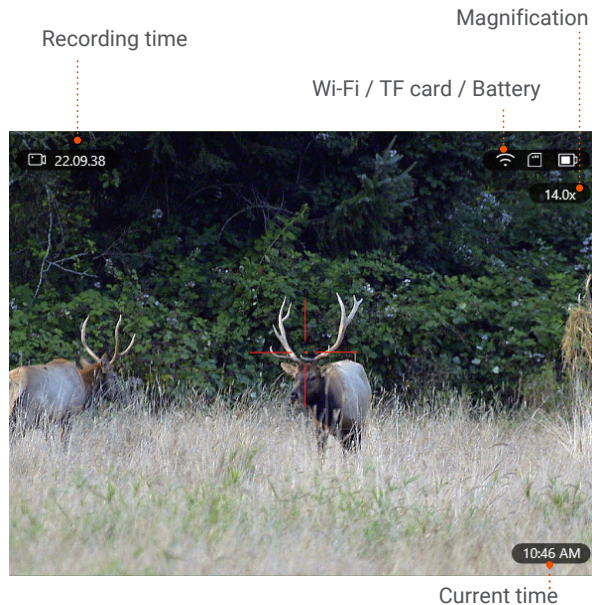 Magnification
Recording time
Wi-Fi / TF card / Battery
22.09.38
14.0x
10:46 AM
Current time